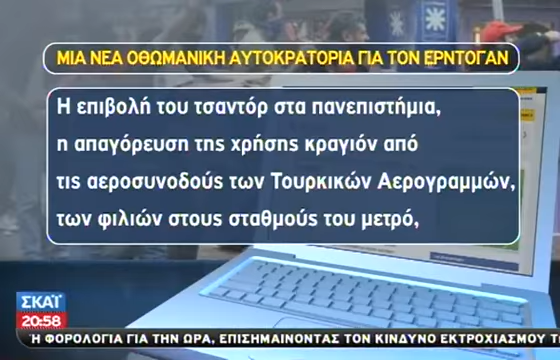 ΜΙΑ ΝΕΑ ΟΘΩΜΑΝΙΚΗ ΑΥΤΟΚΡΑΤΟΡΙΑ ΓΙΑ ΤΟΝ ΕΡΝΤΟΓΑΝ
Η επιβολή του τσαντόρ στα πανεπιστήμια,
η απαγόρευση της χρήσης κραγιόν από
τις αεροσυνοδούς των Τουρκικών Αερογραμμών,
των φιλιών στους σταθμούς του μετρό,
ΣΚΑΪ
20:58
Η ΦΟΡΟΛΟΓΙΑ ΓΙΑ ΤΗΝ ΩΡΑ, ΕΠΙΣΗΜΑΙΝΟΝΤΑΣ ΤΟΝ ΚΙΝΔΥΝΟ ΕΚΤΡΟΧΙΑΣΜΟΥ Τ